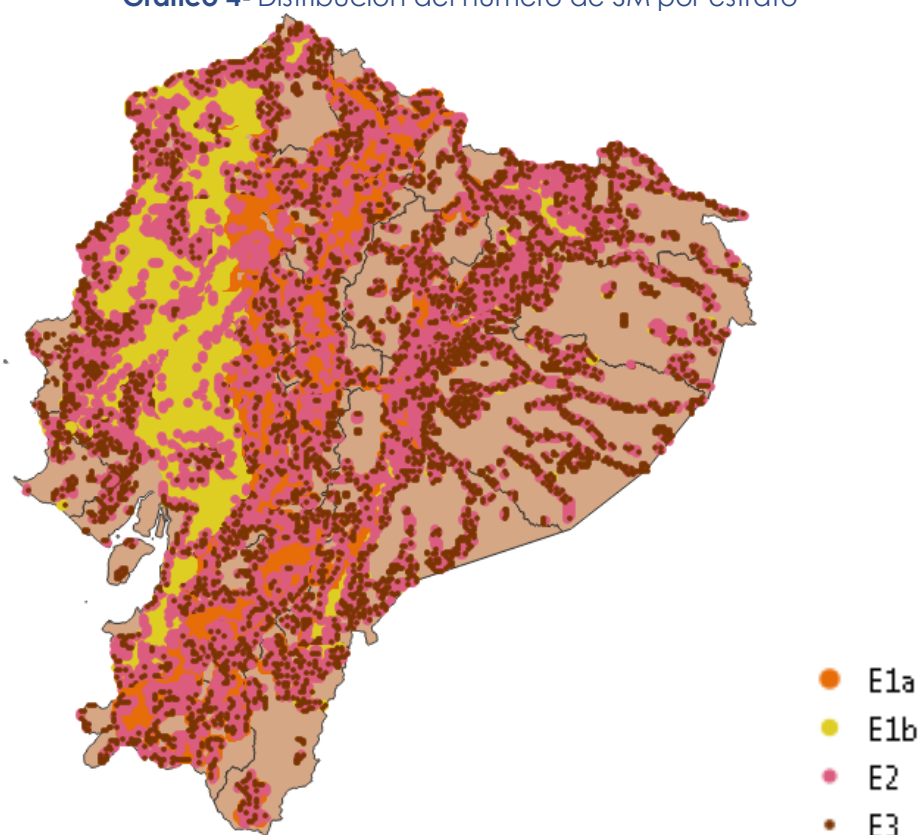 Gráfico 4- Distribución del número de SM por estrato
E1a
E1b
E2
E3